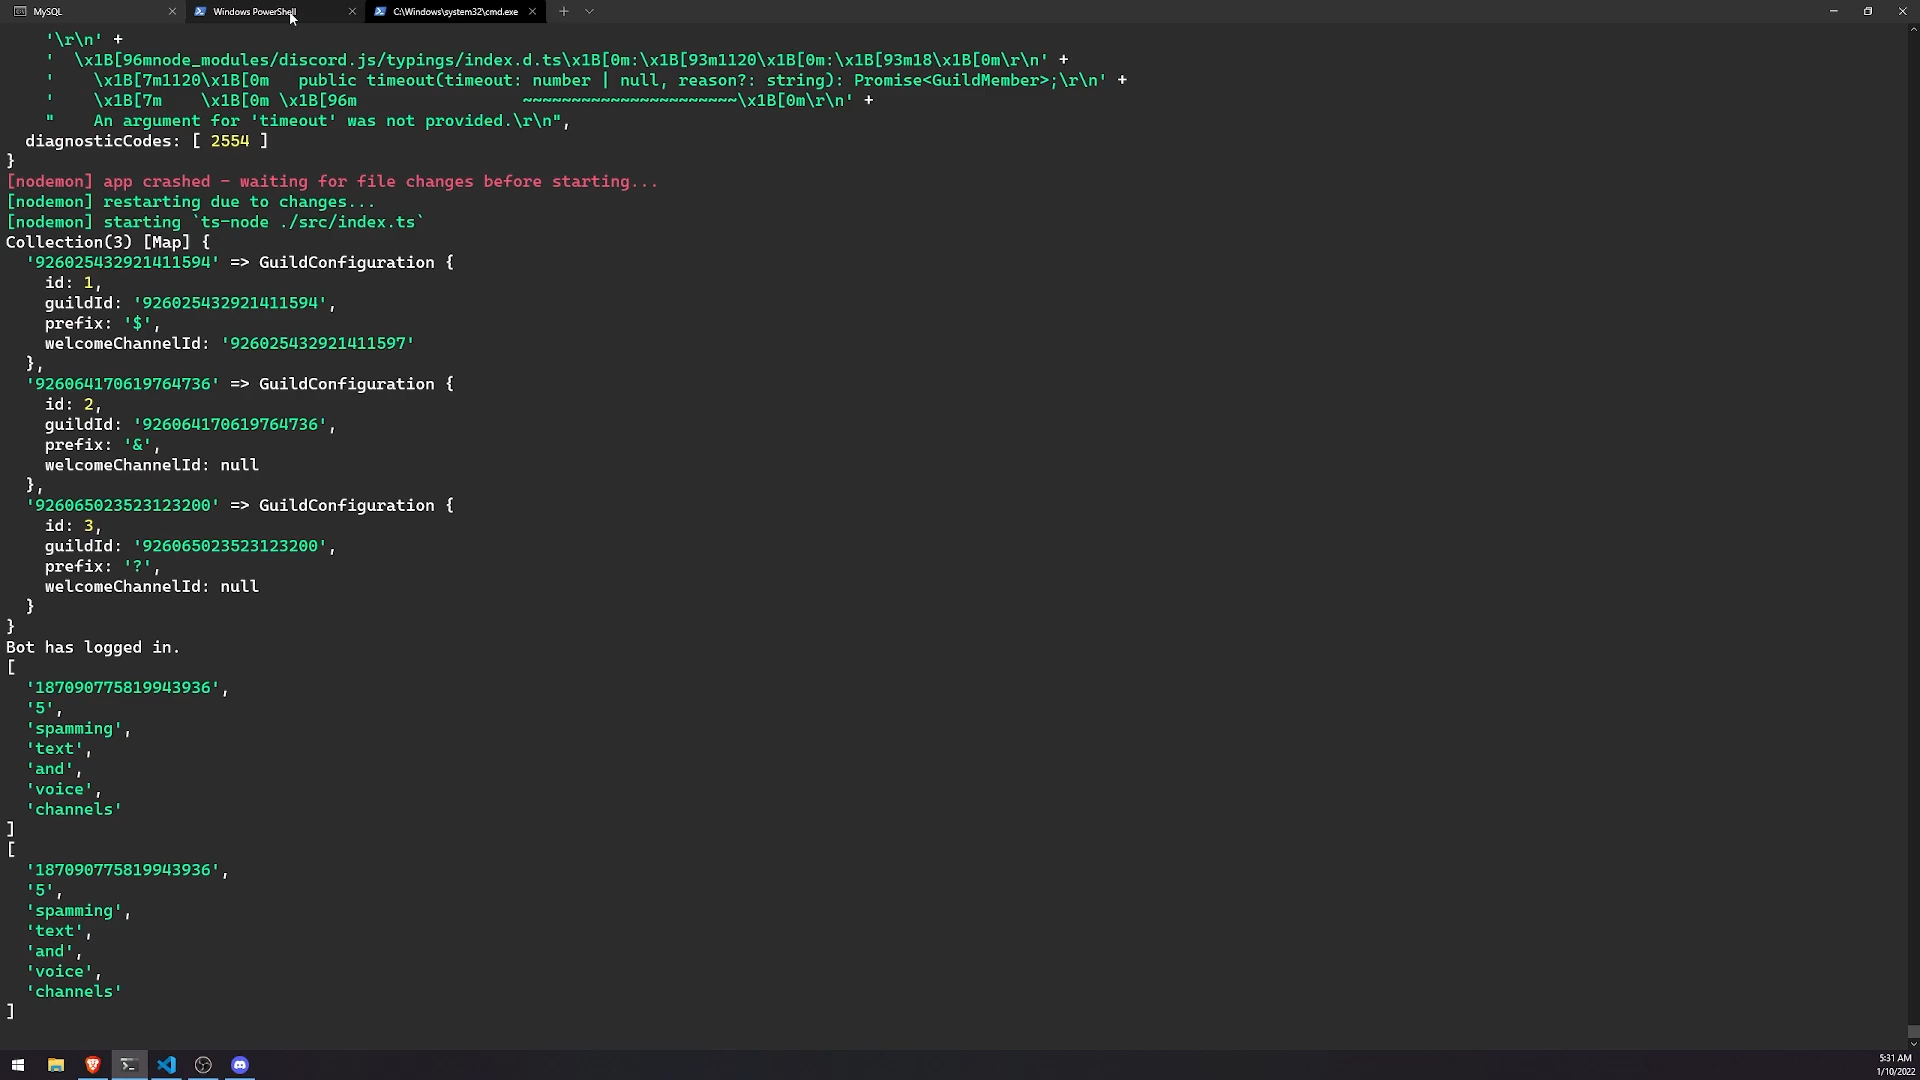 MySQL
Windows PowerShell
C:\Windows\system32\cmd.exe
'\r\n' +
' \x1B[96mnode_modules/discord.js/typings/index.d.ts\x1B[0m:\x1B[93m1120\x1B[0m:\x1B[93m18\x1B[0m\r\n' +
' \x1B[7m1120\x1B[0m public timeout(timeout: number | null, reason?: string): Promise<GuildMember>;\r\n' +
' \x1B[7m \x1B[0m \x1B[96m ~~~~~~~~~~~~~~~~~~~~~~\x1B[0m\r\n' +
" An argument for 'timeout' was not provided.\r\n",
diagnosticCodes: [ 2554 ]
}
[nodemon] app crashed - waiting for file changes before starting...
[nodemon] restarting due to changes...
[nodemon] starting `ts-node ./src/index.ts`
Collection(3) [Map] {
'926025432921411594' => GuildConfiguration {
id: 1,
guildId: '926025432921411594',
prefix: '$',
welcomeChannelId: '926025432921411597'
},
'926064170619764736' => GuildConfiguration {
id: 2,
guildId: '926064170619764736',
prefix: '&',
welcomeChannelId: null
},
'926065023523123200' => GuildConfiguration {
id: 3,
guildId: '926065023523123200',
prefix: '?',
welcomeChannelId: null
}
}
Bot has logged in.
[
'187090775819943936',
'5',
'spamming',
'text',
'and',
'voice',
'channels'
]
[
'187090775819943936',
'5',
'spamming',
'text',
'and',
'voice',
'channels'
]
5:31 AM
1/10/2022